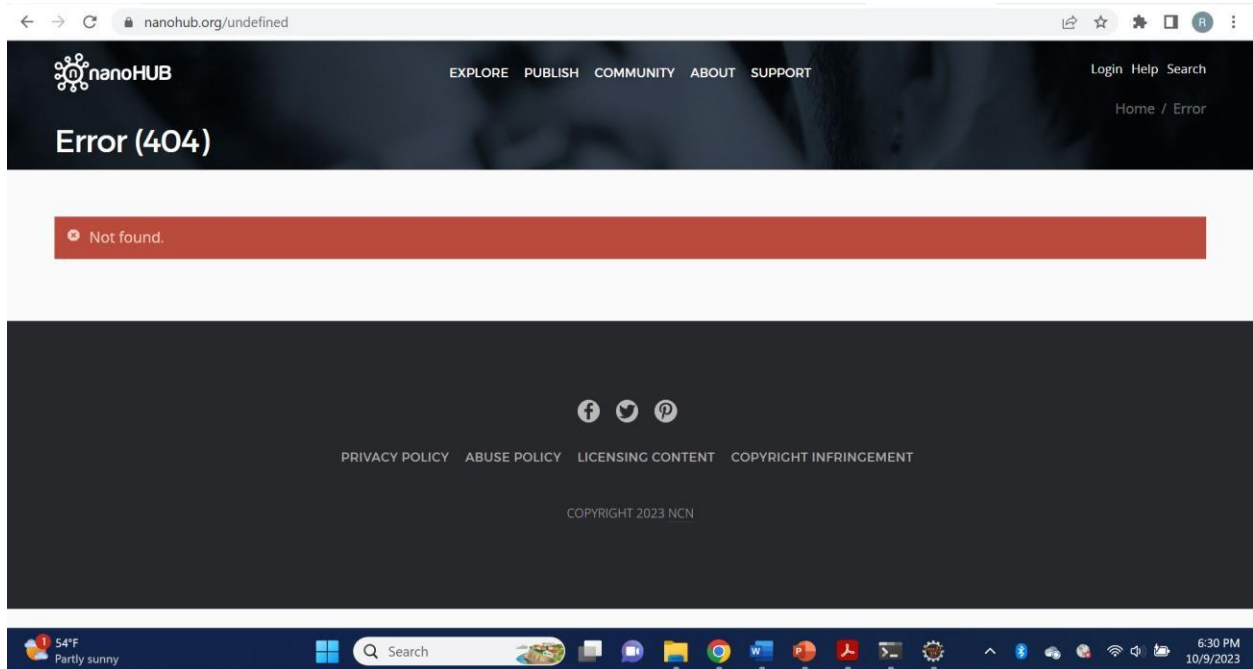 nanohub.org/undefined
R
nanoHUB
EXPLORE PUBLISH COMMUNITY ABOUT SUPPORT
Login Help Search
Home / Error
Error (404)
Not found.
PRIVACY POLICY ABUSE POLICY LICENSING CONTENT COPYRIGHT INFRINGEMENT
COPYRIGHT 2023 NCN
1
54°F
Partly sunny
Search
6:30 PM
10/9/2023